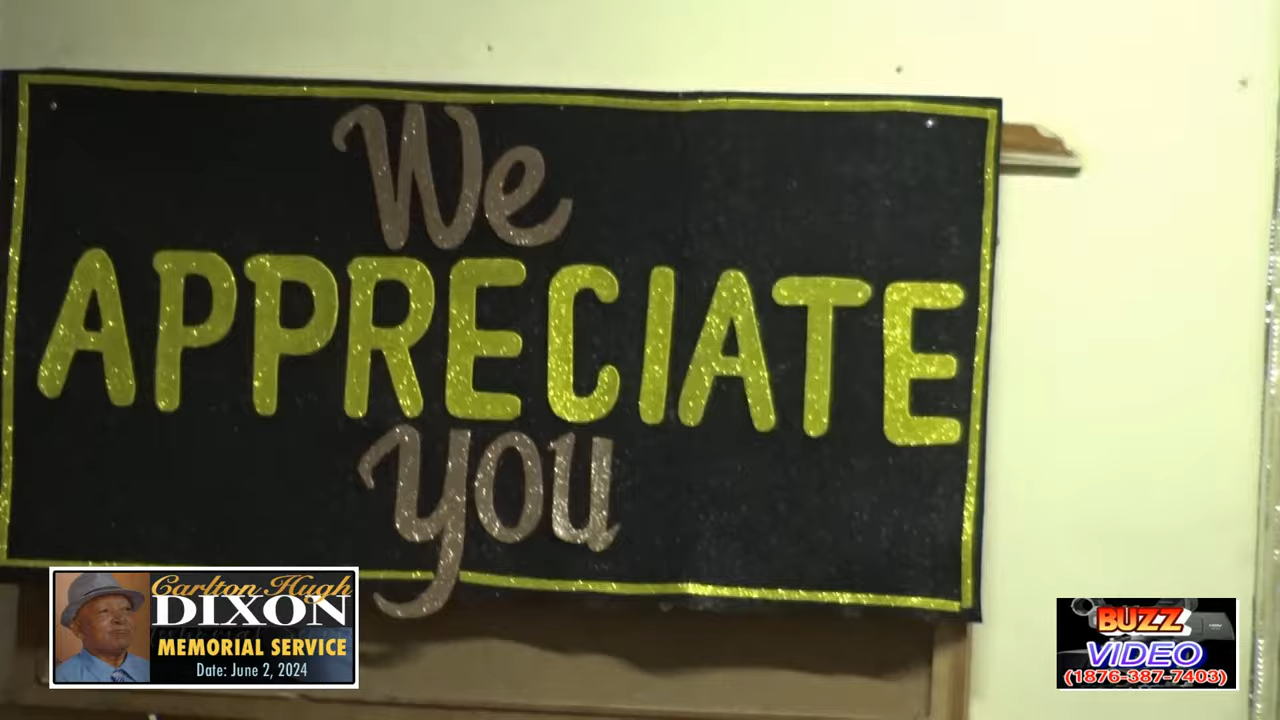 We
APPRECIATE
you
Carlton Hugh
DIXON
MEMORIAL SERVICE
Date: June 2, 2024
BUZZ
VIDEO
(1876-387-7403)